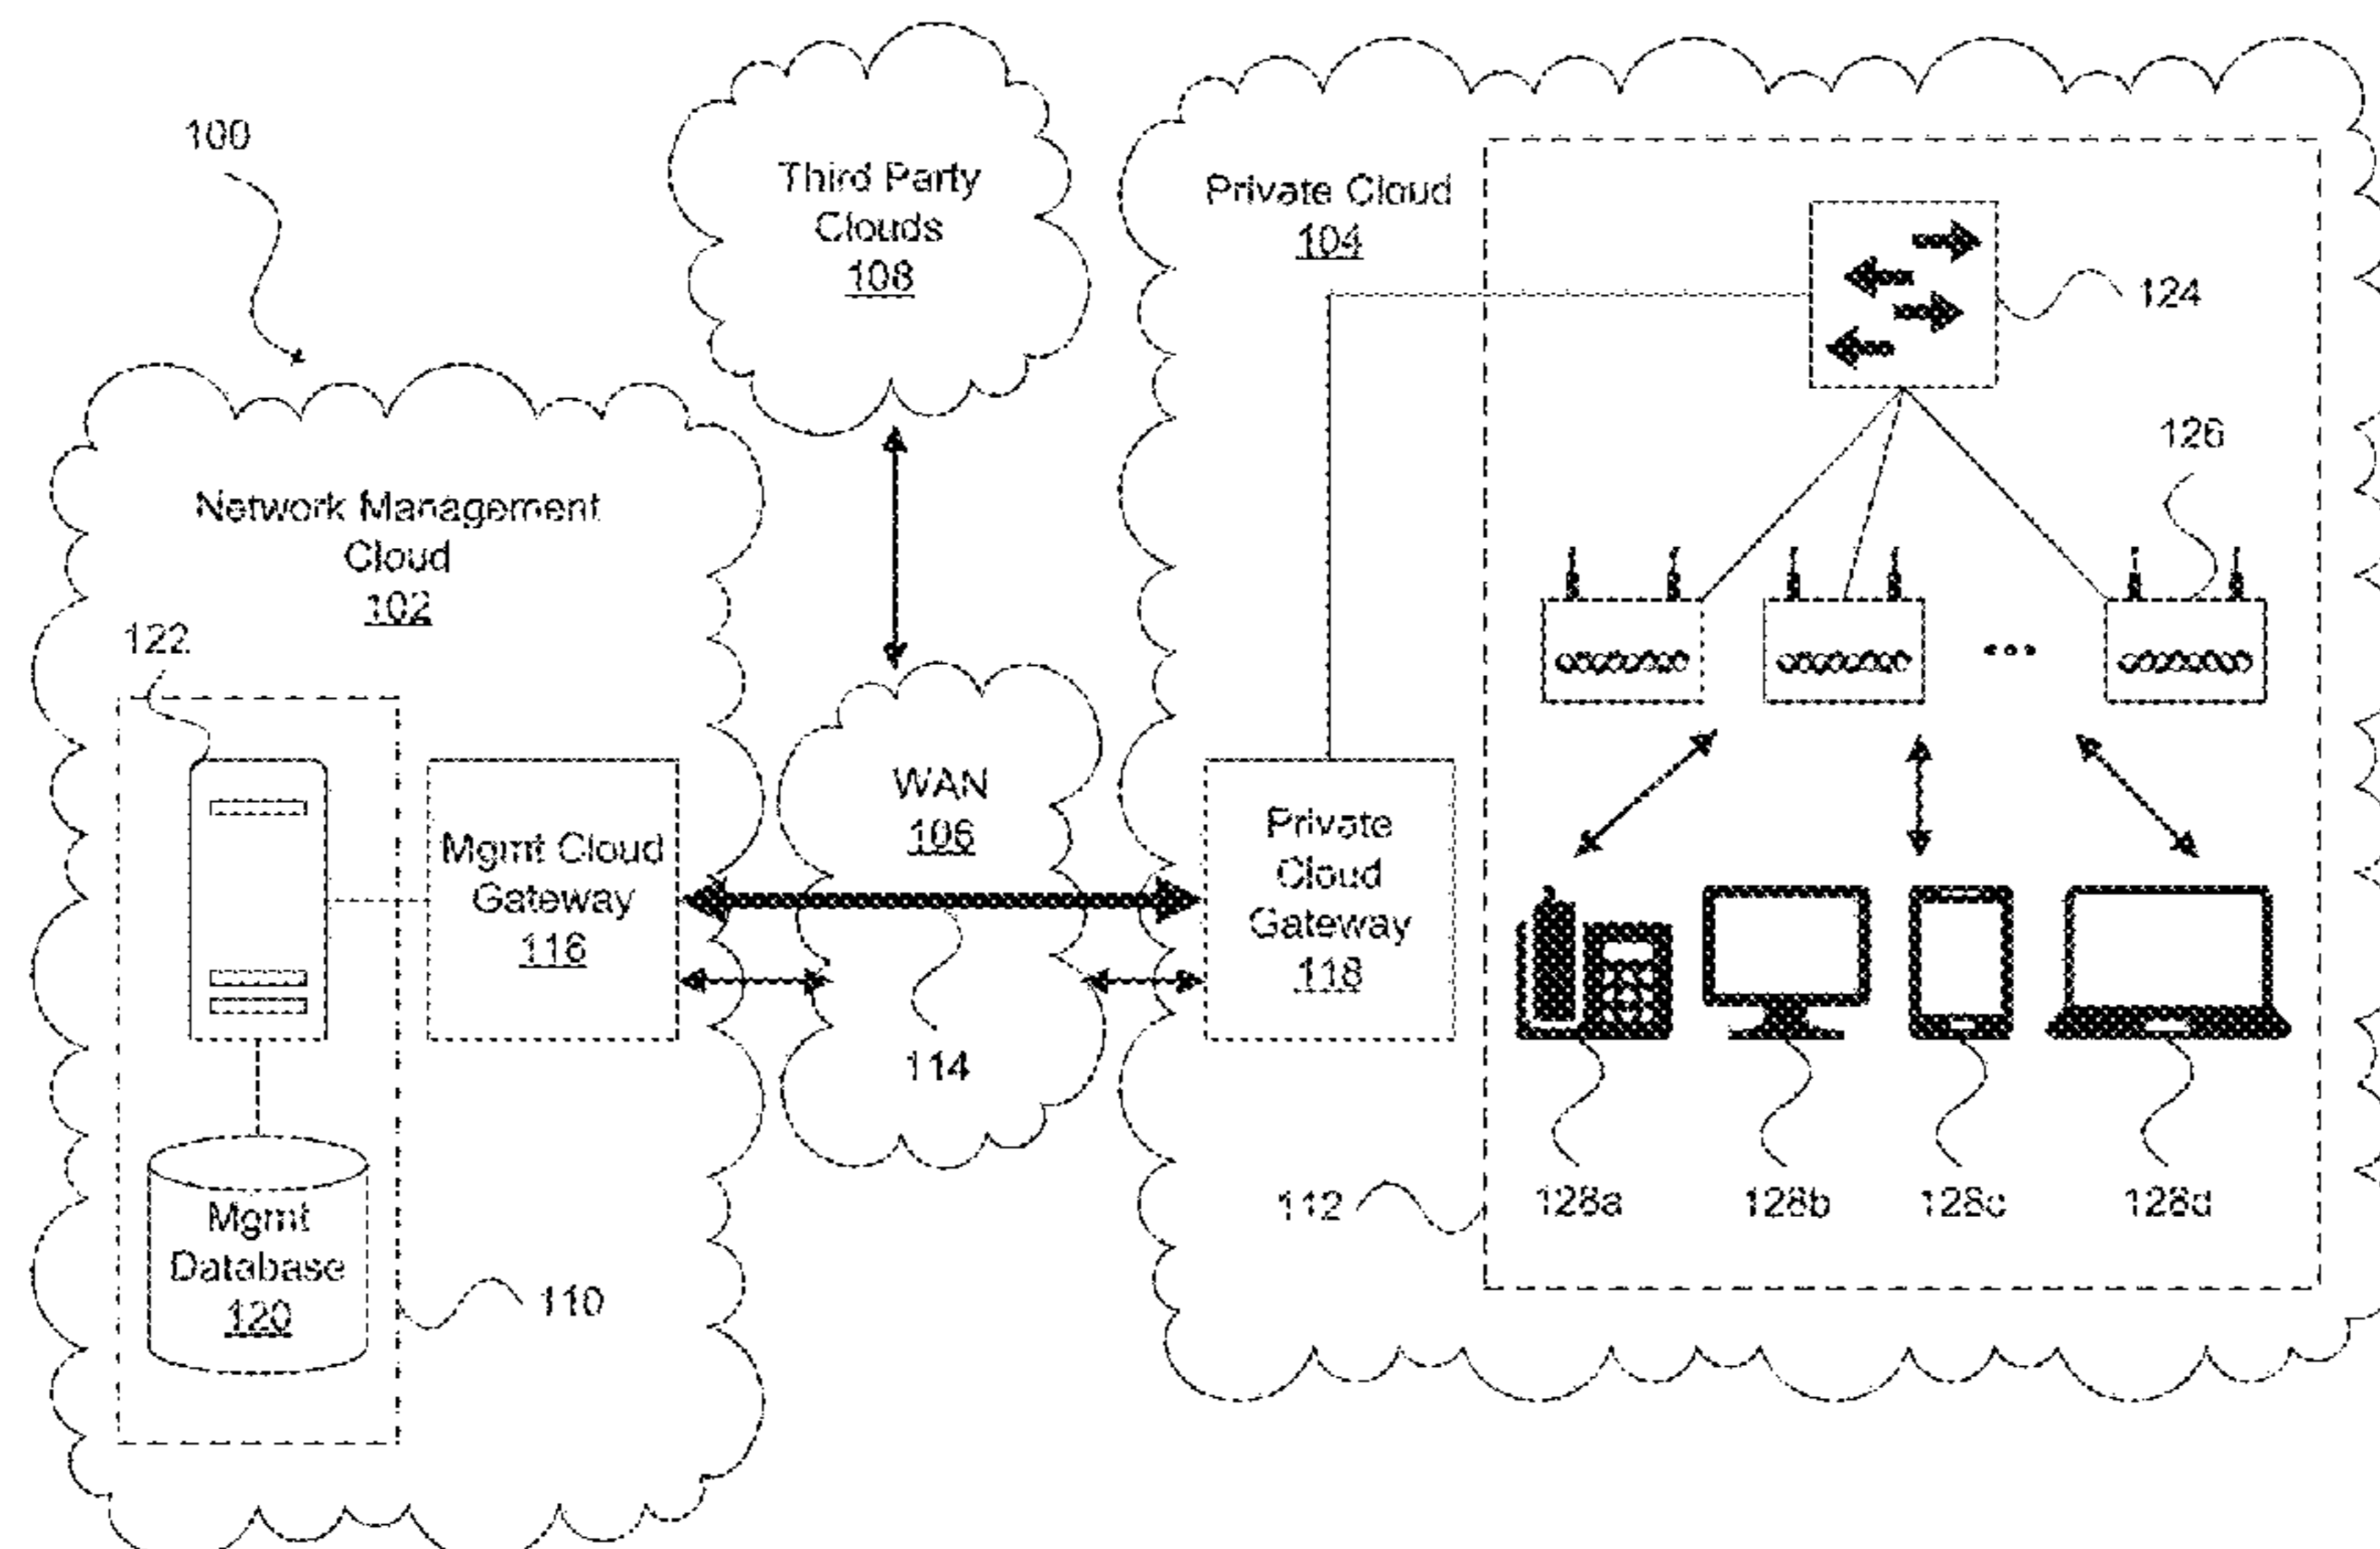 100
Third Party
Clouds
108
Private Cloud
104
124
126
Network Management
Cloud
102
122
WAN
106
Mgmt Cloud
Gateway
116
Private
Cloud
Gateway
118
114
Mgmt
Database
120
110
112
128a
128b
128c
128d